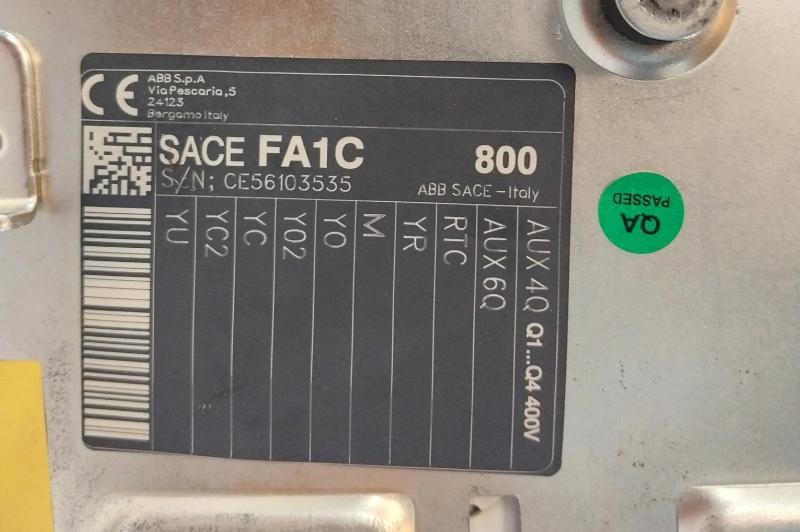 CE
ABB S.p.A
Via Pescaria,5
24123
Bergamo Italy
SACE FA1C 800
S/N; CE56103535 ABB SACE-Italy
YU
YC2
YC
YO2
YO
M
YR
RTC
AUX 6Q
AUX 4Q Q1...Q4 400V
QA
PASSED